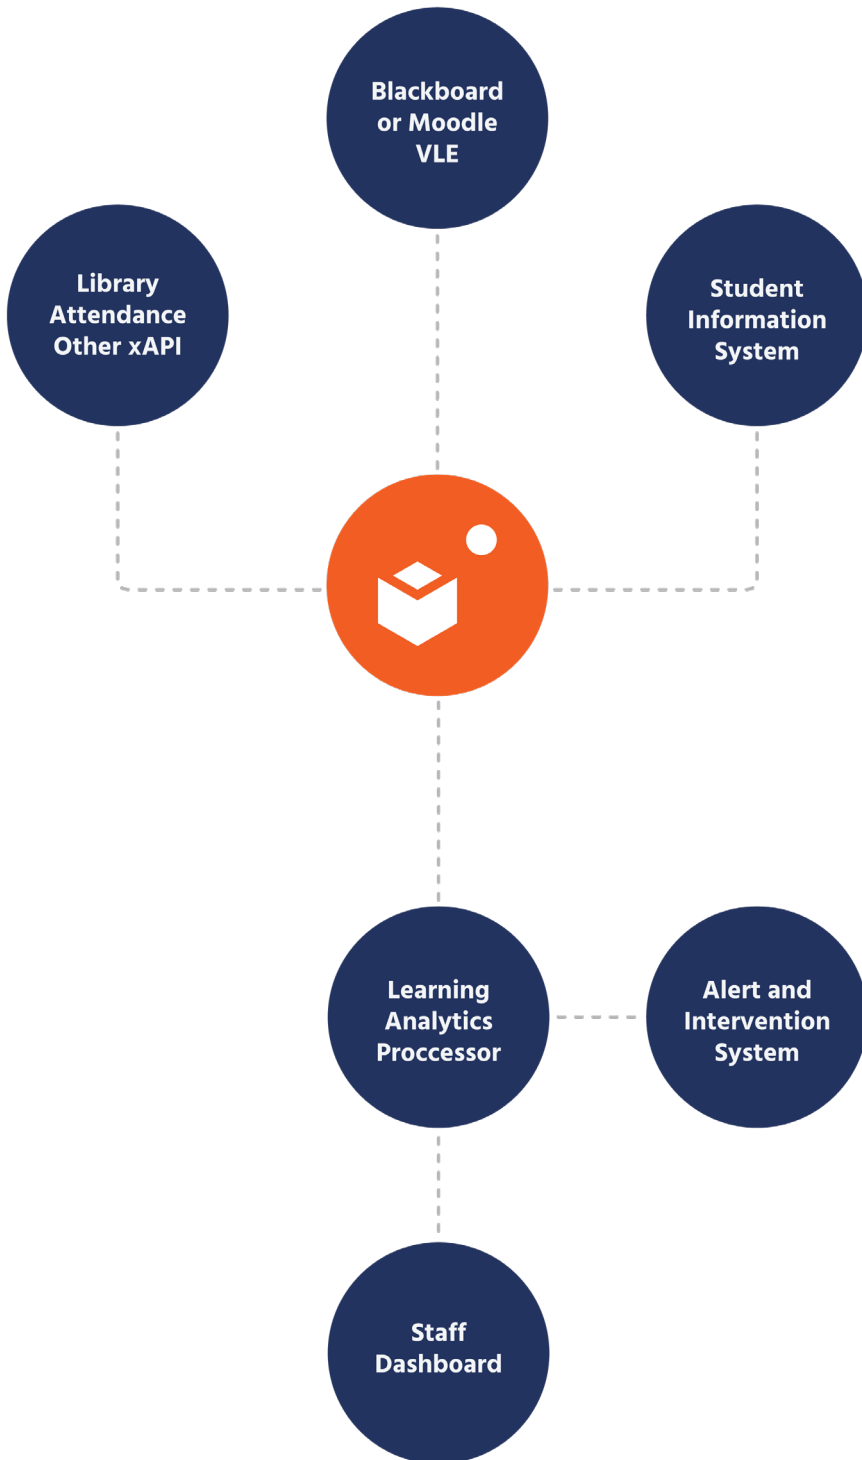 Blackboard
or Moodle
VLE
Library
Attendance
Other xAPI
Student
Information
System
Learning
Analytics
Proccessor
Alert and
Intervention
System
Staff
Dashboard